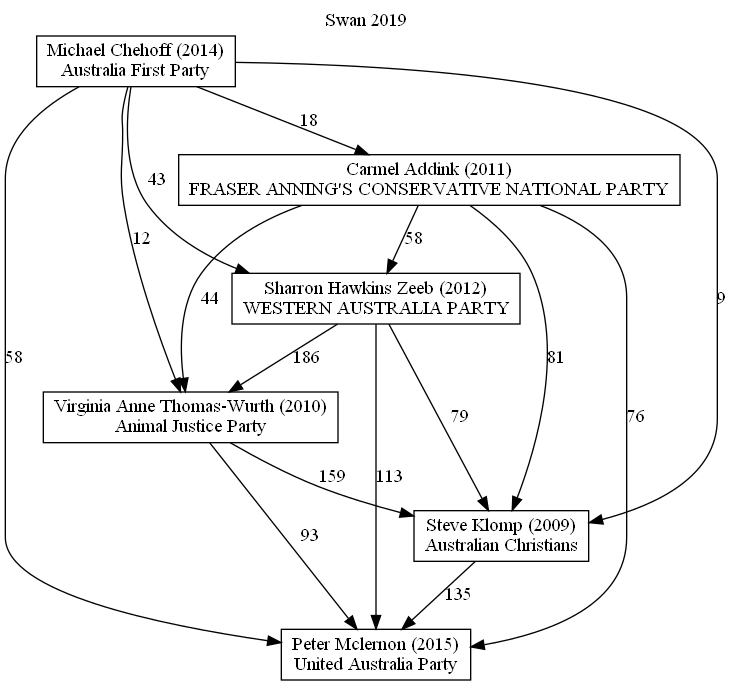 Swan 2019
Michael Chehoff (2014)
Australia First Party
18
Carmel Addink (2011)
FRASER ANNING'S CONSERVATIVE NATIONAL PARTY
43
12
58
9
Sharron Hawkins Zeeb (2012)
WESTERN AUSTRALIA PARTY
44
58
186
81
Virginia Anne Thomas-Wurth (2010)
Animal Justice Party
79
76
159
113
Steve Klomp (2009)
Australian Christians
93
135
Peter Mclernon (2015)
United Australia Party